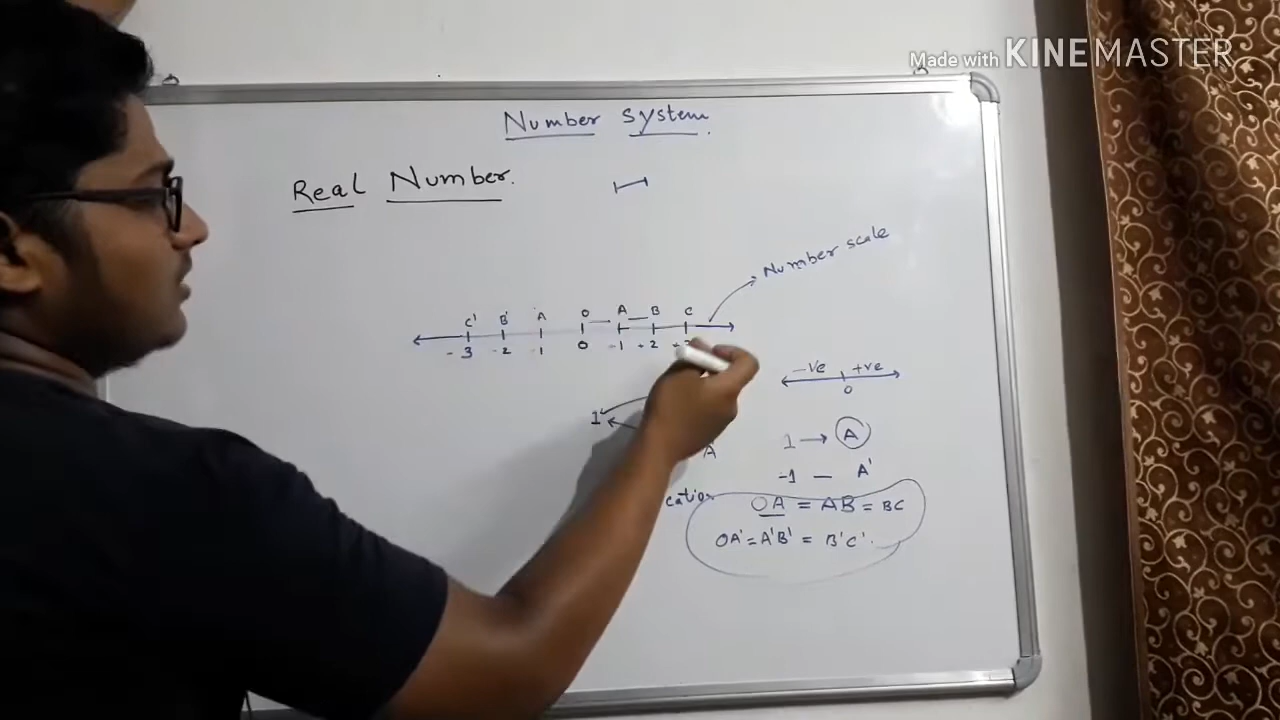 Made with KINEMASTER
Number system.
Real Number.
Number scale
C' B' A O A B C
-3 -2 -1 0 -1 +2
-ve +ve
0
1
1 → A
A
-1 — A'
OA = AB = BC
OA' = A'B' = B'C'.